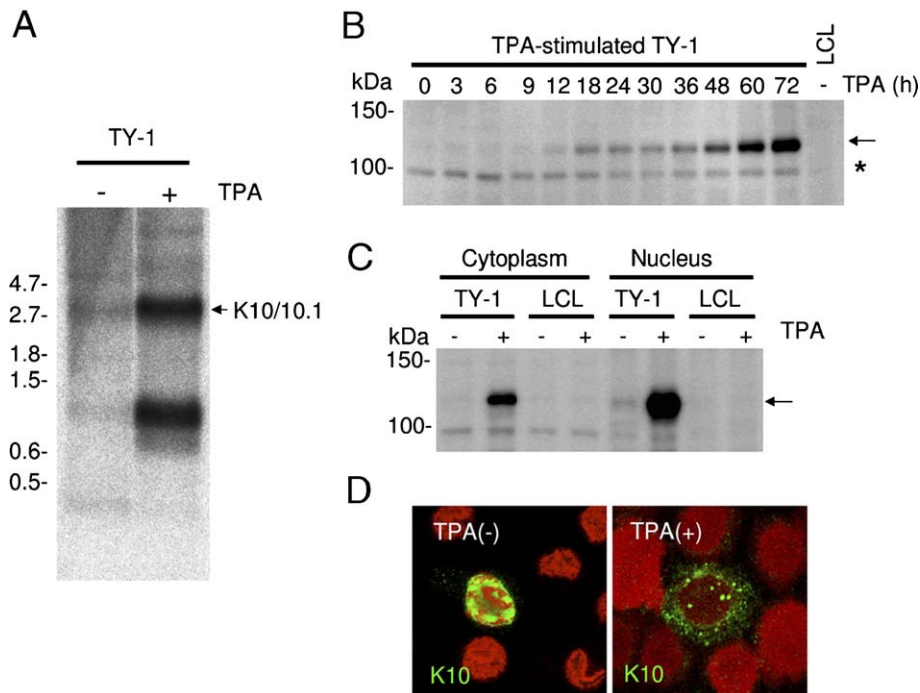 A
TY-1
- + TPA
4.7-
2.7-
K10/10.1
1.8-
1.5-
0.6-
0.5-
B
TPA-stimulated TY-1
LCL
kDa 0 3 6 9 12 18 24 30 36 48 60 72 - TPA (h)
150-
100-
*
C
Cytoplasm Nucleus
TY-1 LCL TY-1 LCL
kDa - + - + - + - + TPA
150-
100-
D
TPA(-) TPA(+)
K10 K10